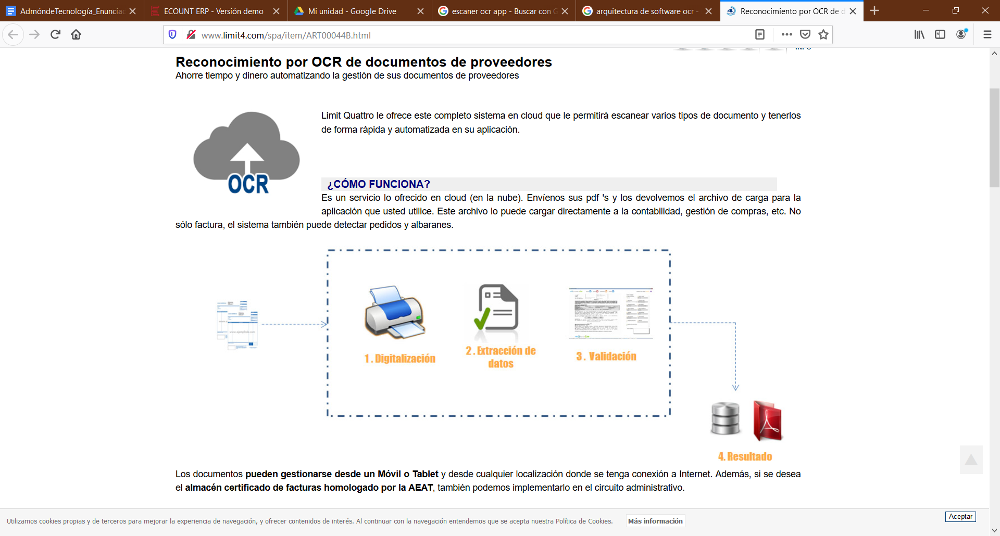 AdmóndeTecnología_Enunciac
ECOUNT ERP - Versión demo
Mi unidad - Google Drive
escaner ocr app - Buscar con G
arquitectura de software ocr -
Reconocimiento por OCR de d
www.limit4.com/spa/item/ART00044B.html
INFO
Reconocimiento por OCR de documentos de proveedores
Ahorre tiempo y dinero automatizando la gestión de sus documentos de proveedores
OCR
Limit Quattro le ofrece este completo sistema en cloud que le permitirá escanear varios tipos de documento y tenerlos
de forma rápida y automatizada en su aplicación.
¿CÓMO FUNCIONA?
Es un servicio lo ofrecido en cloud (en la nube). Envíenos sus pdf 's y los devolvemos el archivo de carga para la
aplicación que usted utilice. Este archivo lo puede cargar directamente a la contabilidad, gestión de compras, etc. No
sólo factura, el sistema también puede detectar pedidos y albaranes.
1 . Digitalización
2 . Extracción de
datos
3 . Validación
4. Resultado
Los documentos pueden gestionarse desde un Móvil o Tablet y desde cualquier localización donde se tenga conexión a Internet. Además, si se desea
el almacén certificado de facturas homologado por la AEAT, también podemos implementarlo en el circuito administrativo.
Utilizamos cookies propias y de terceros para mejorar la experiencia de navegación, y ofrecer contenidos de interés. Al continuar con la navegación entendemos que se acepta nuestra Política de Cookies.
Más información
Aceptar